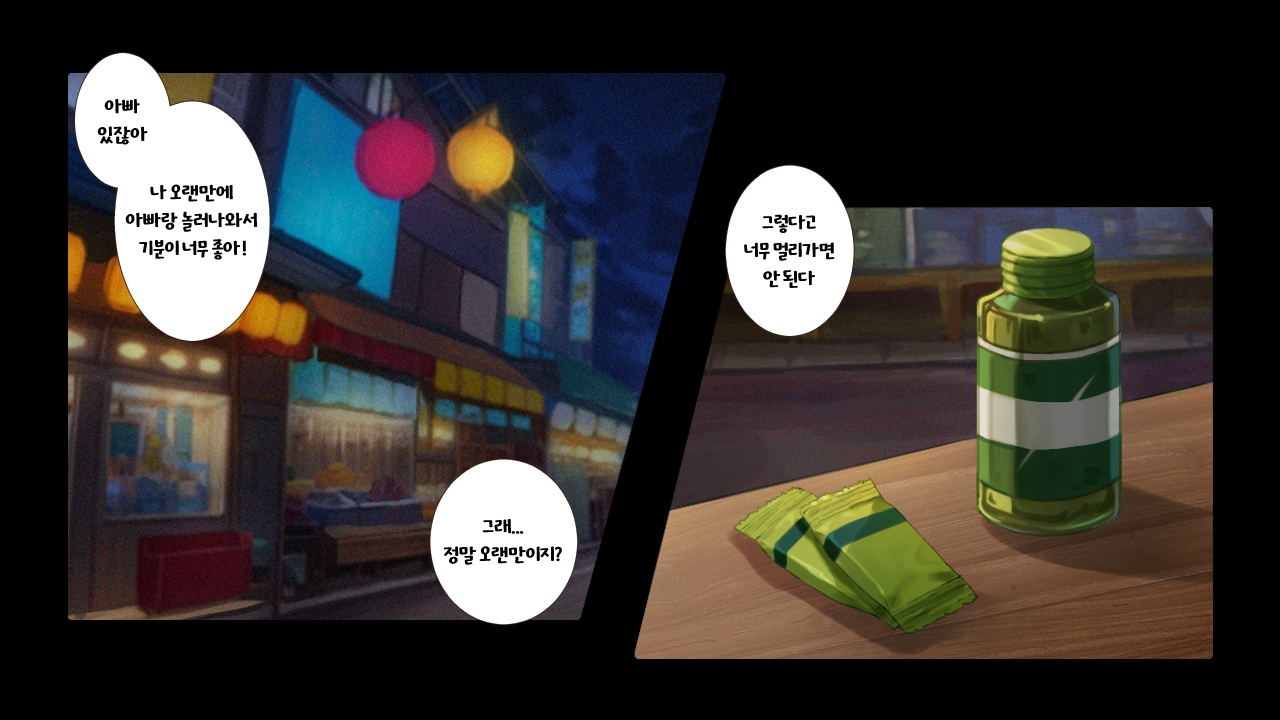 아빠
있잖아
나 오랜만에
아빠랑 놀러나와서
기분이 너무 좋아!
그래...
정말 오랜만이지?
그렇다고
너무 멀리가면
안 된다